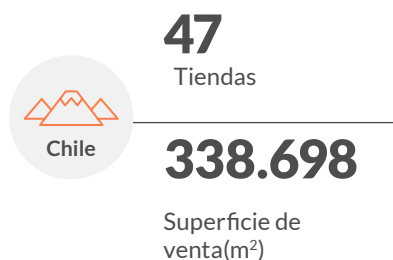 47
Tiendas
Chile
338.698
Superficie de
venta(m²)